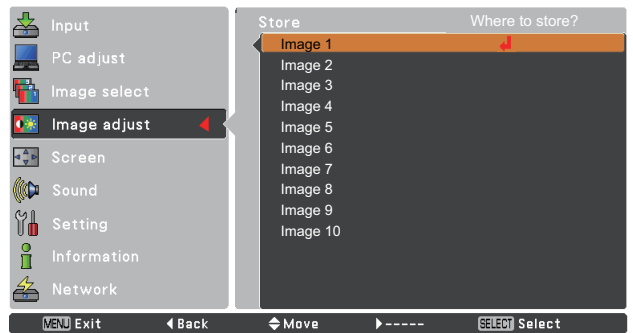 Input
PC adjust
Image select
Image adjust
Screen
Sound
Setting
Information
Network
Store Where to store?
Image 1
Image 2
Image 3
Image 4
Image 5
Image 6
Image 7
Image 8
Image 9
Image 10
MENU Exit Back Move ----- SELECT Select